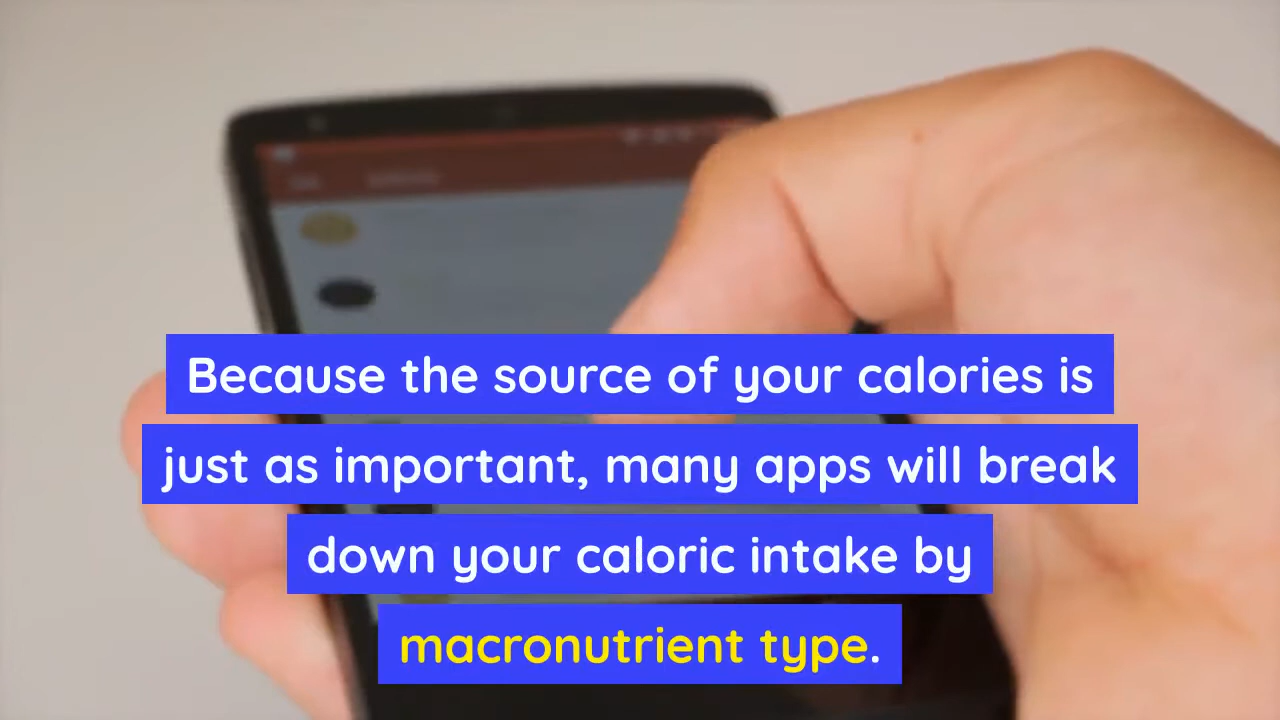 Because the source of your calories is
just as important, many apps will break
down your caloric intake by
macronutrient type.